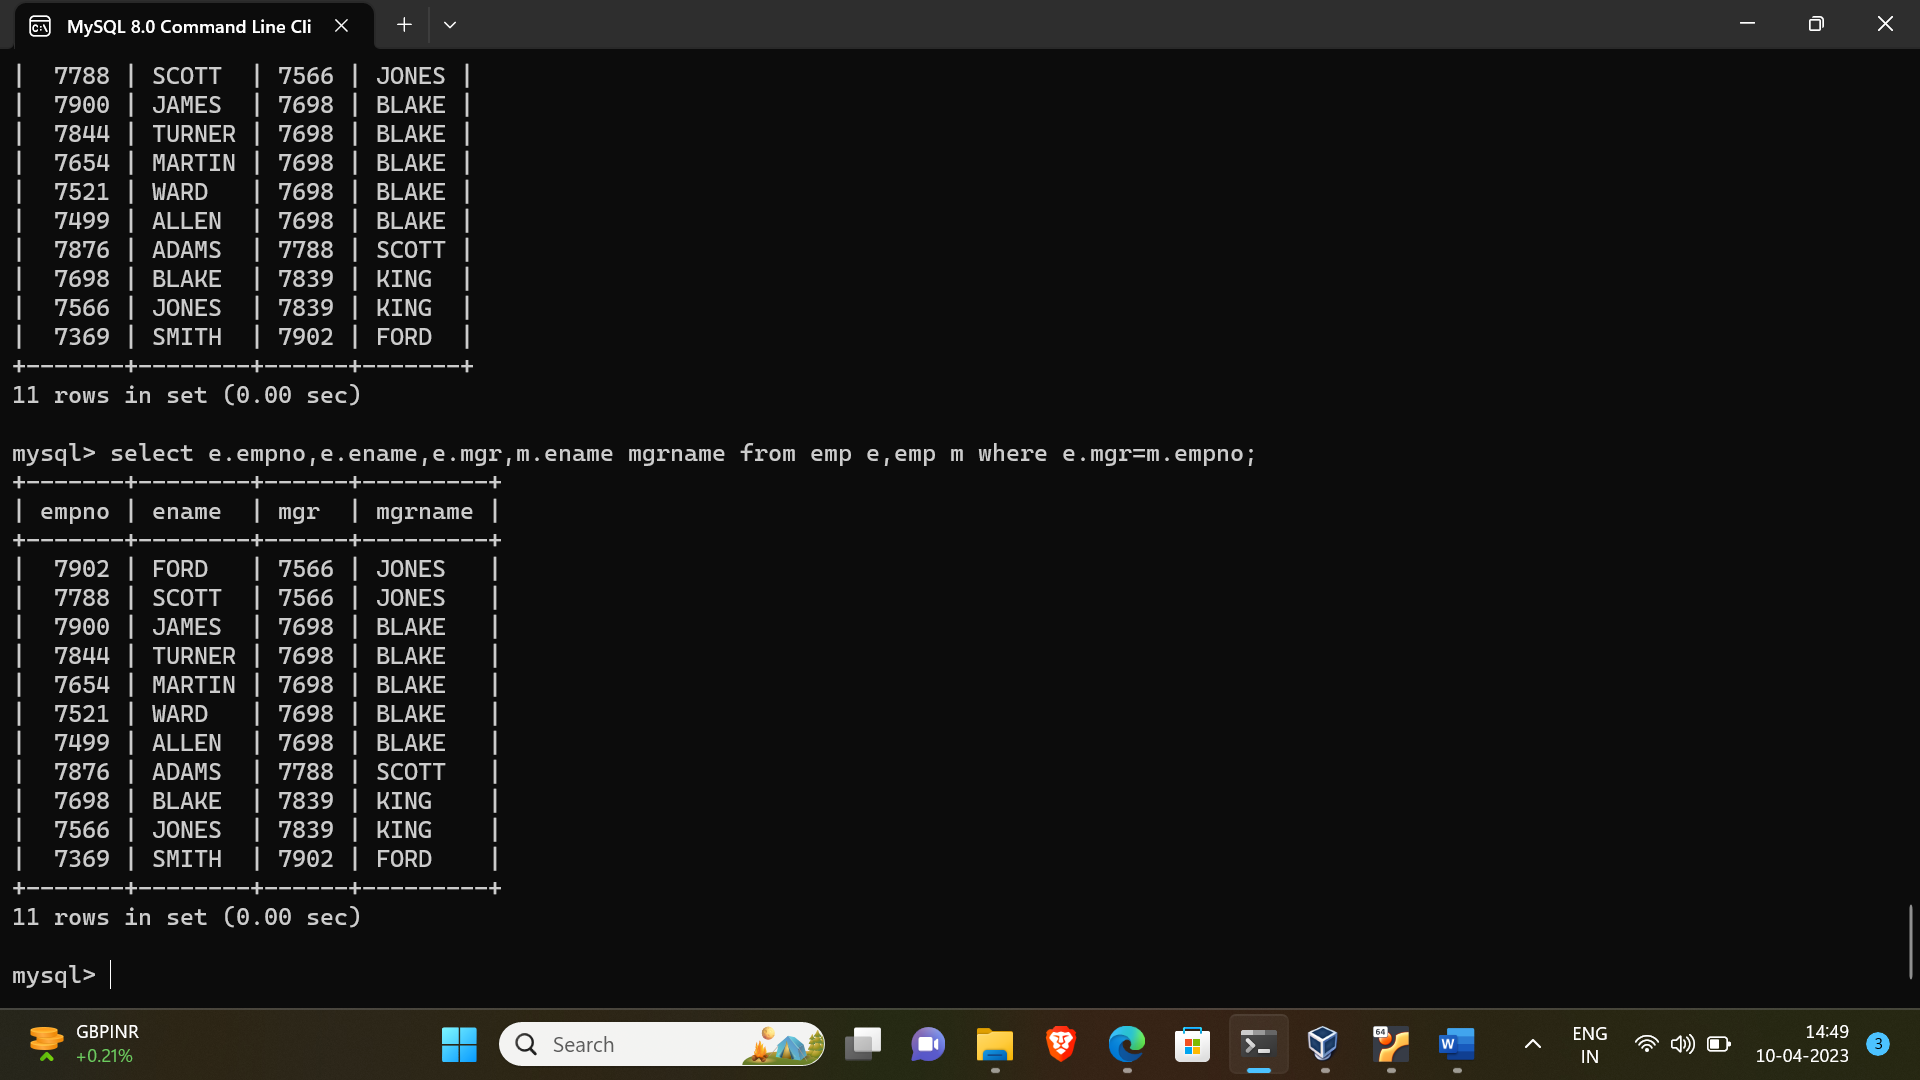 MySQL 8.0 Command Line Cli
|  7788 | SCOTT  | 7566 | JONES |
|  7900 | JAMES  | 7698 | BLAKE |
|  7844 | TURNER | 7698 | BLAKE |
|  7654 | MARTIN | 7698 | BLAKE |
|  7521 | WARD   | 7698 | BLAKE |
|  7499 | ALLEN  | 7698 | BLAKE |
|  7876 | ADAMS  | 7788 | SCOTT |
|  7698 | BLAKE  | 7839 | KING  |
|  7566 | JONES  | 7839 | KING  |
|  7369 | SMITH  | 7902 | FORD  |
+-------+--------+------+-------+
11 rows in set (0.00 sec)
mysql> select e.empno,e.ename,e.mgr,m.ename mgrname from emp e,emp m where e.mgr=m.empno;
+-------+--------+------+---------+
| empno | ename  | mgr  | mgrname |
+-------+--------+------+---------+
|  7902 | FORD   | 7566 | JONES   |
|  7788 | SCOTT  | 7566 | JONES   |
|  7900 | JAMES  | 7698 | BLAKE   |
|  7844 | TURNER | 7698 | BLAKE   |
|  7654 | MARTIN | 7698 | BLAKE   |
|  7521 | WARD   | 7698 | BLAKE   |
|  7499 | ALLEN  | 7698 | BLAKE   |
|  7876 | ADAMS  | 7788 | SCOTT   |
|  7698 | BLAKE  | 7839 | KING    |
|  7566 | JONES  | 7839 | KING    |
|  7369 | SMITH  | 7902 | FORD    |
+-------+--------+------+---------+
11 rows in set (0.00 sec)
mysql>
GBPINR
+0.21%
Search
64
W
ENG
IN
14:49
10-04-2023
3